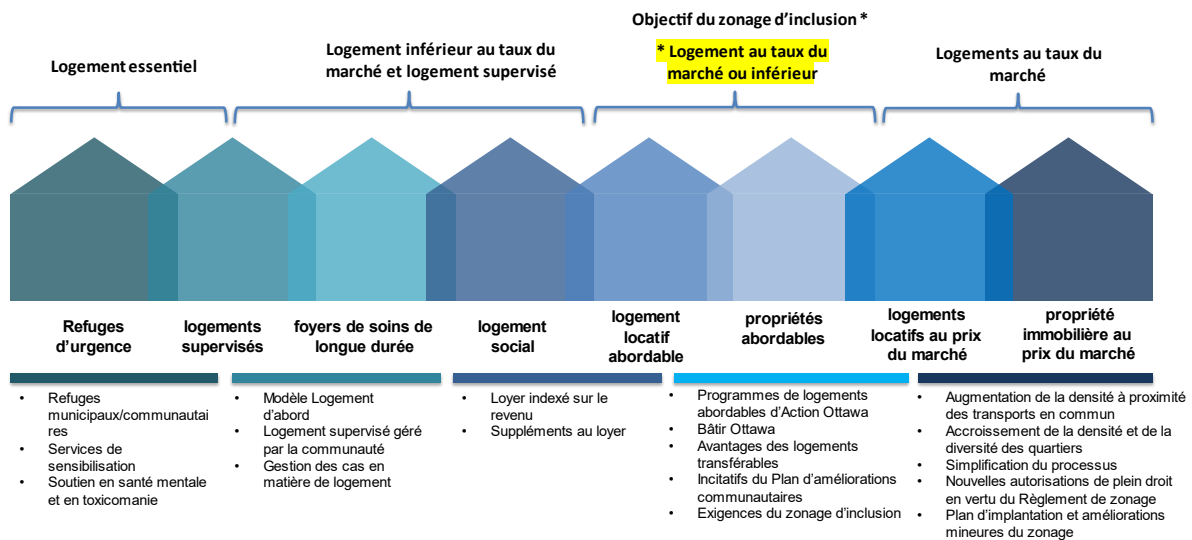 Logement essentiel
Logement inférieur au taux du
marché et logement supervisé
Objectif du zonage d’inclusion *
* Logement au taux du
marché ou inférieur
Logements au taux du
marché
Refuges
d’urgence
logements
supervisés
foyers de soins de
longue durée
logement
social
logement
locatif
abordable
propriétés
abordables
logements
locatifs au prix
du marché
propriété
immobilière au
prix du marché
• Refuges
municipaux/communautai
res
• Services de
sensibilisation
• Soutien en santé mentale
et en toxicomanie
• Modèle Logement
d’abord
• Logement supervisé géré
par la communauté
• Gestion des cas en
matière de logement
• Loyer indexé sur le
revenu
• Suppléments au loyer
• Programmes de logements
abordables d’Action Ottawa
• Bâtir Ottawa
• Avantages des logements
transférables
• Incitatifs du Plan d’améliorations
communautaires
• Exigences du zonage d’inclusion
• Augmentation de la densité à proximité
des transports en commun
• Accroissement de la densité et de la
diversité des quartiers
• Simplification du processus
• Nouvelles autorisations de plein droit
en vertu du Règlement de zonage
• Plan d’implantation et améliorations
mineures du zonage